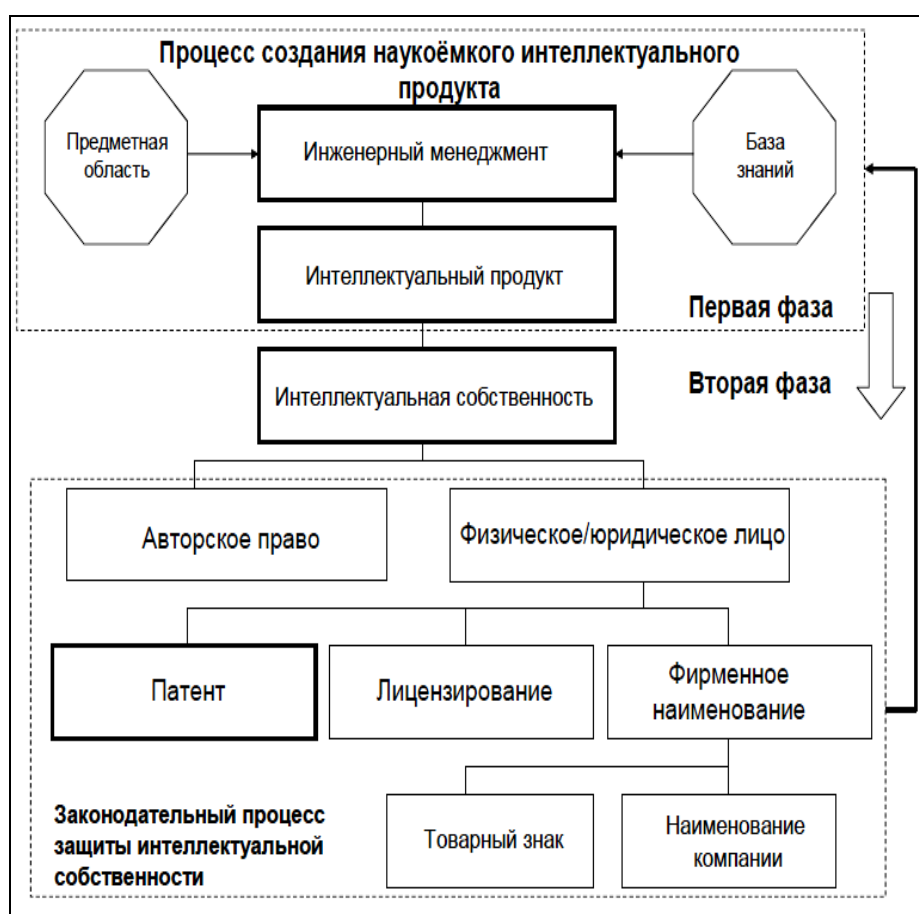 Процесс создания наукоёмкого интеллектуального
продукта
Предметная
область
Инженерный менеджмент
База
знаний
Интеллектуальный продукт
Первая фаза
Интеллектуальная собственность
Вторая фаза
Авторское право
Физическое/юридическое лицо
Патент
Лицензирование
Фирменное
наименование
Законодательный процесс
защиты интеллектуальной
собственности
Товарный знак
Наименование
компании